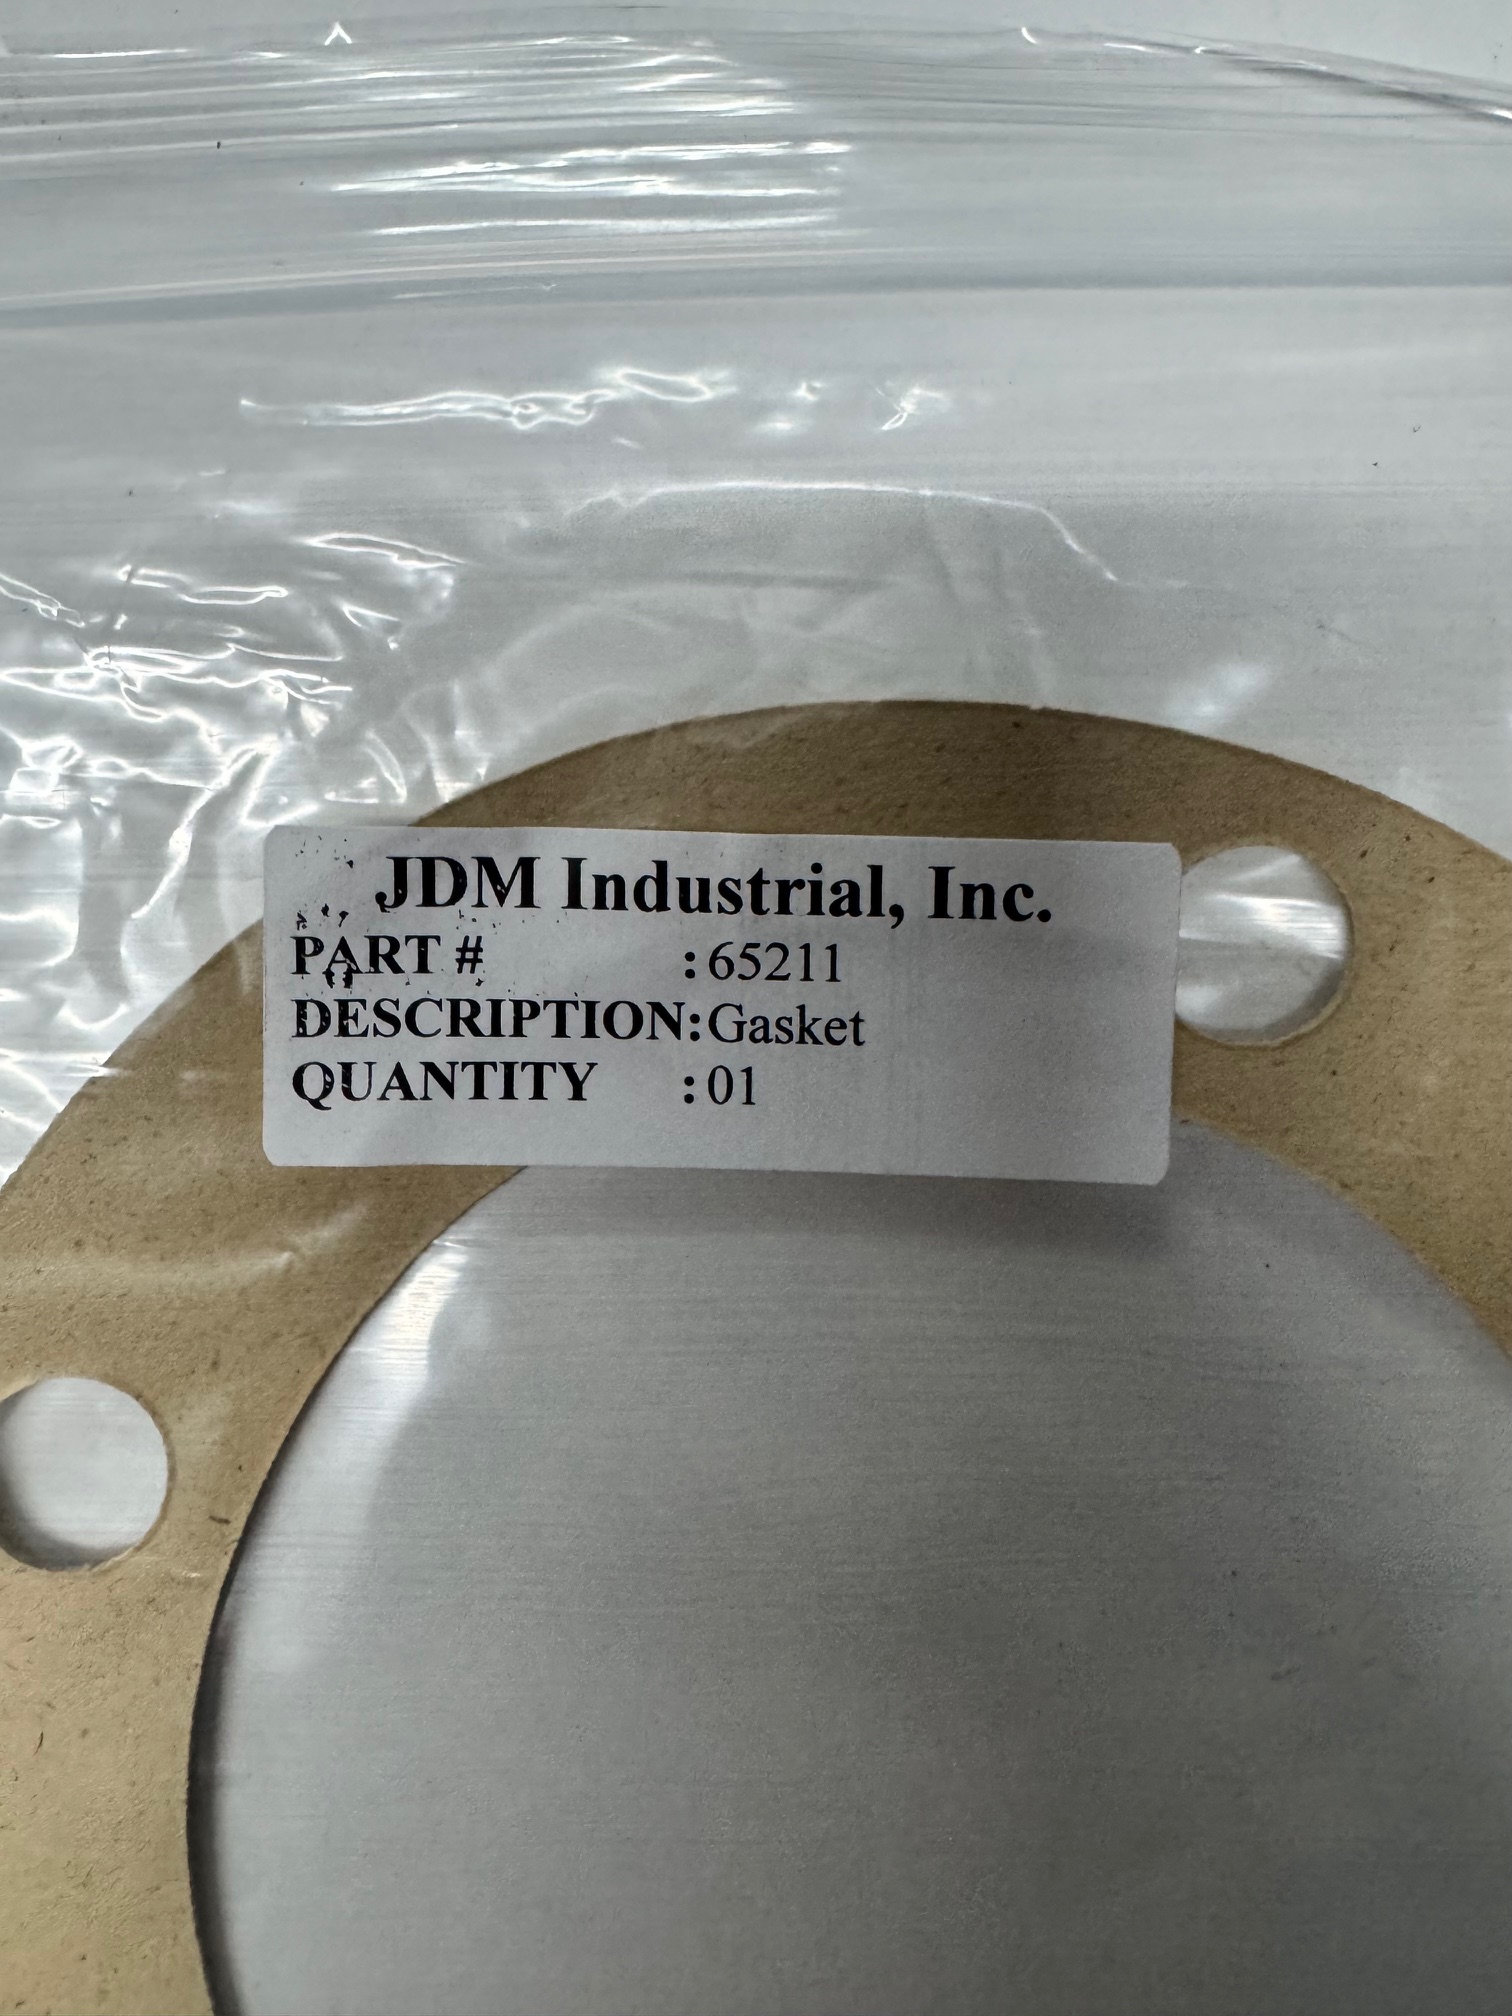 JDM Industrial, Inc.
PART # :65211
DESCRIPTION:Gasket
QUANTITY :01